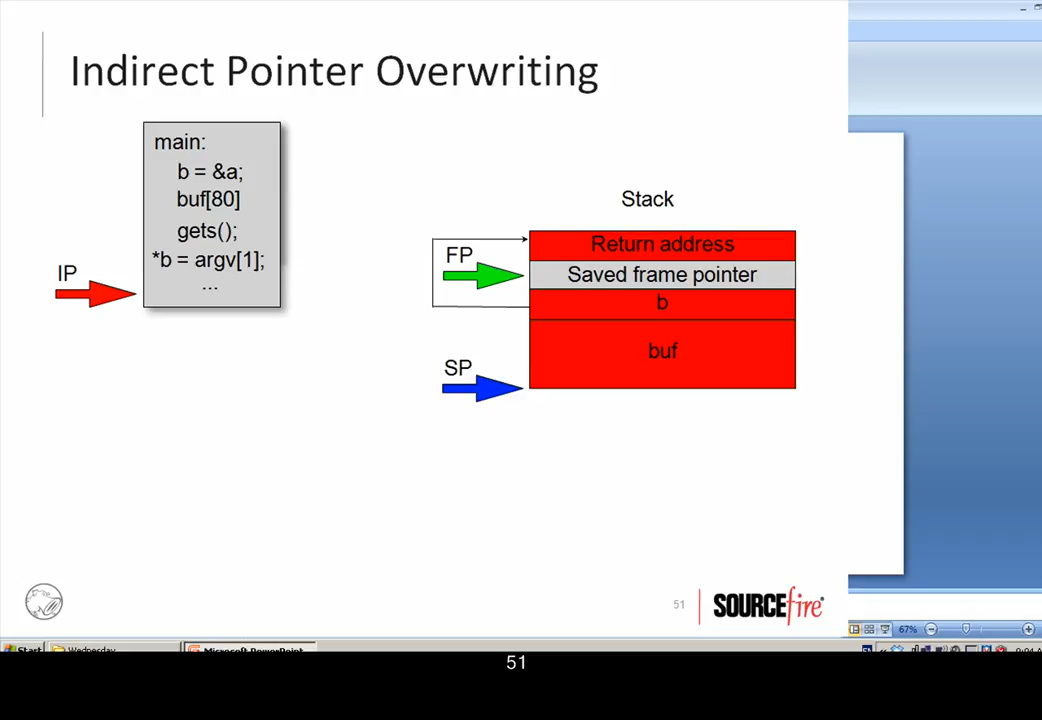 Indirect Pointer Overwriting
main:
b = &a;
buf[80]
gets();
*b = argv[1];
...
IP
Stack
Return address
FP
Saved frame pointer
b
buf
SP
51
SOURCEfire
67%
Start
Wednesday
Microsoft PowerPoint
51